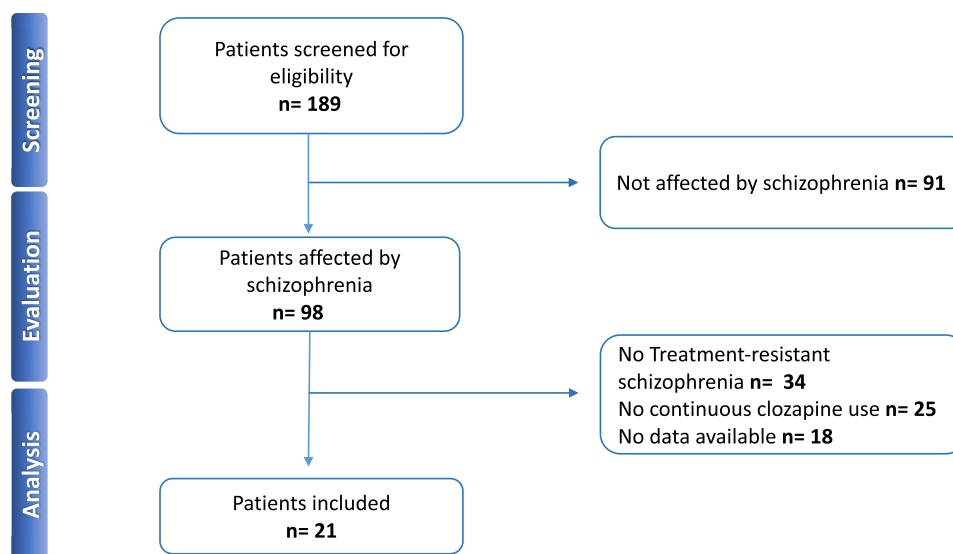 Screening
Patients screened for
eligibility
n= 189
Not affected by schizophrenia n= 91
Evaluation
Patients affected by
schizophrenia
n= 98
No Treatment-resistant
schizophrenia n= 34
No continuous clozapine use n= 25
No data available n= 18
Analysis
Patients included
n= 21